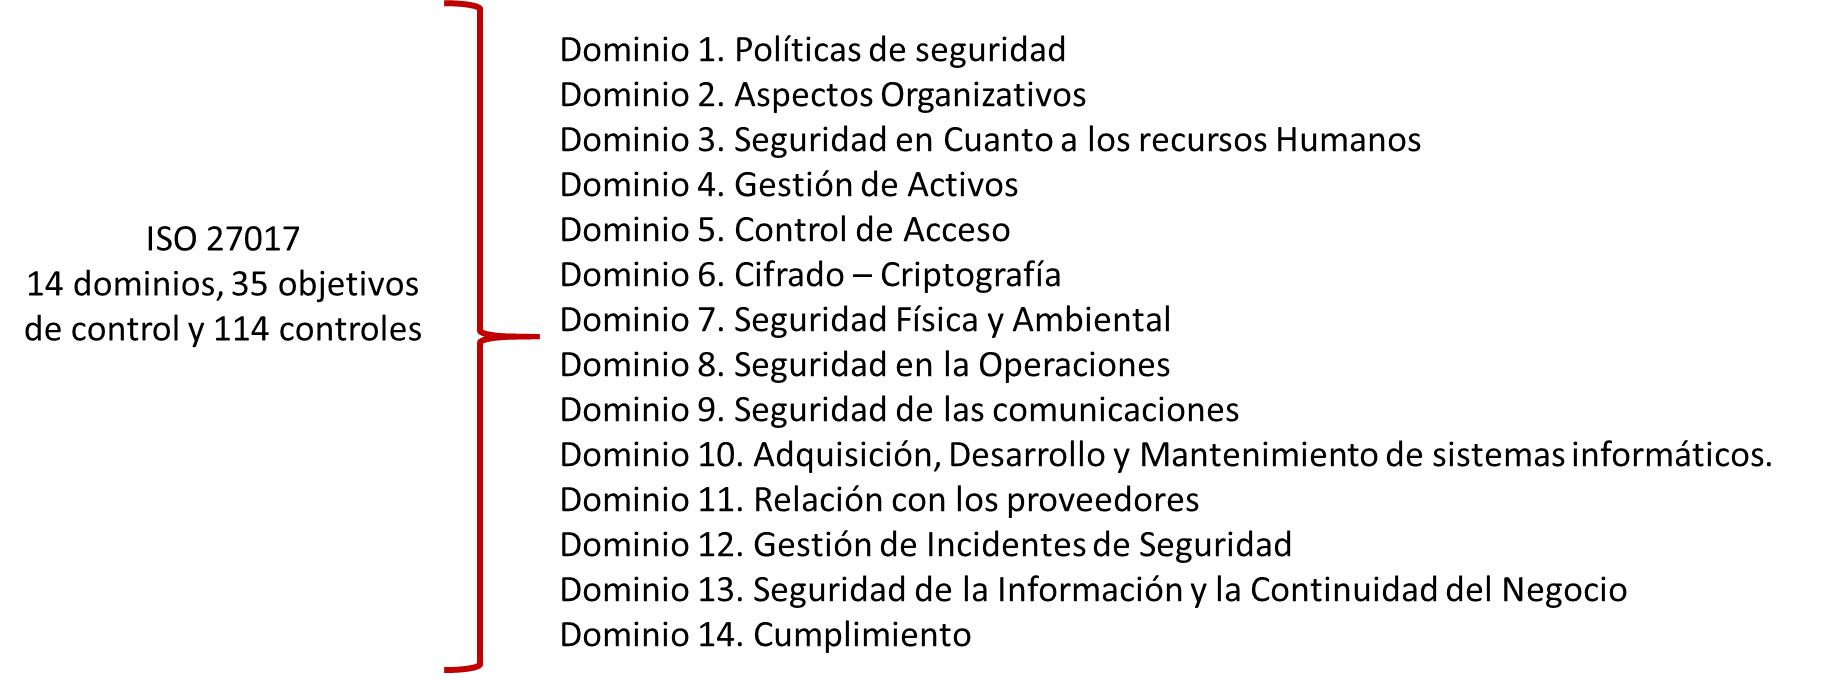 ISO 27017
14 dominios, 35 objetivos
de control y 114 controles
Dominio 1. Políticas de seguridad
Dominio 2. Aspectos Organizativos
Dominio 3. Seguridad en Cuanto a los recursos Humanos
Dominio 4. Gestión de Activos
Dominio 5. Control de Acceso
Dominio 6. Cifrado – Criptografía
Dominio 7. Seguridad Física y Ambiental
Dominio 8. Seguridad en la Operaciones
Dominio 9. Seguridad de las comunicaciones
Dominio 10. Adquisición, Desarrollo y Mantenimiento de sistemas informáticos.
Dominio 11. Relación con los proveedores
Dominio 12. Gestión de Incidentes de Seguridad
Dominio 13. Seguridad de la Información y la Continuidad del Negocio
Dominio 14. Cumplimiento